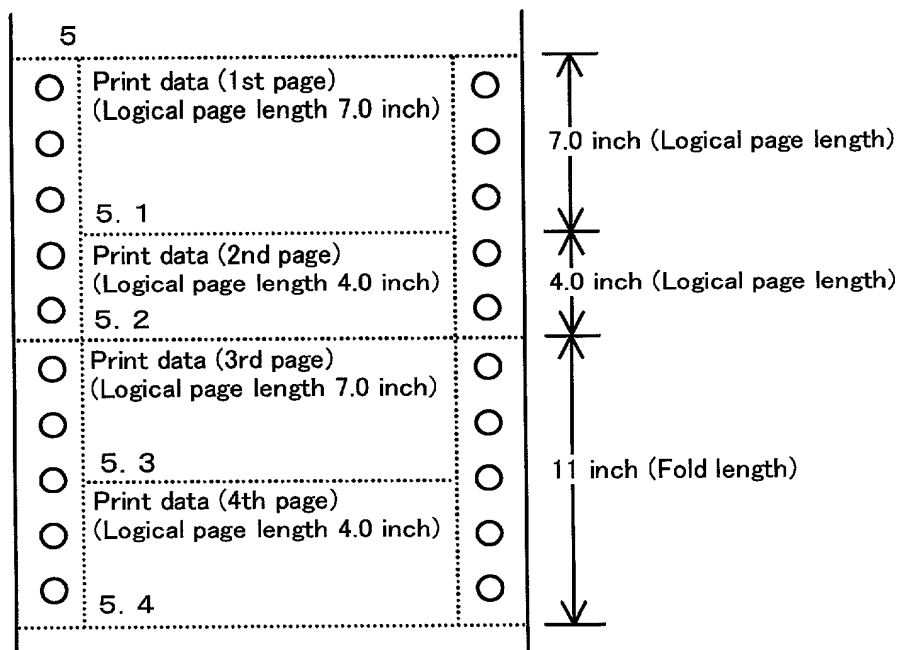 5
Print data (1st page)
(Logical page length 7.0 inch)
5. 1
Print data (2nd page)
(Logical page length 4.0 inch)
5. 2
Print data (3rd page)
(Logical page length 7.0 inch)
5. 3
Print data (4th page)
(Logical page length 4.0 inch)
5. 4
7.0 inch (Logical page length)
4.0 inch (Logical page length)
11 inch (Fold length)